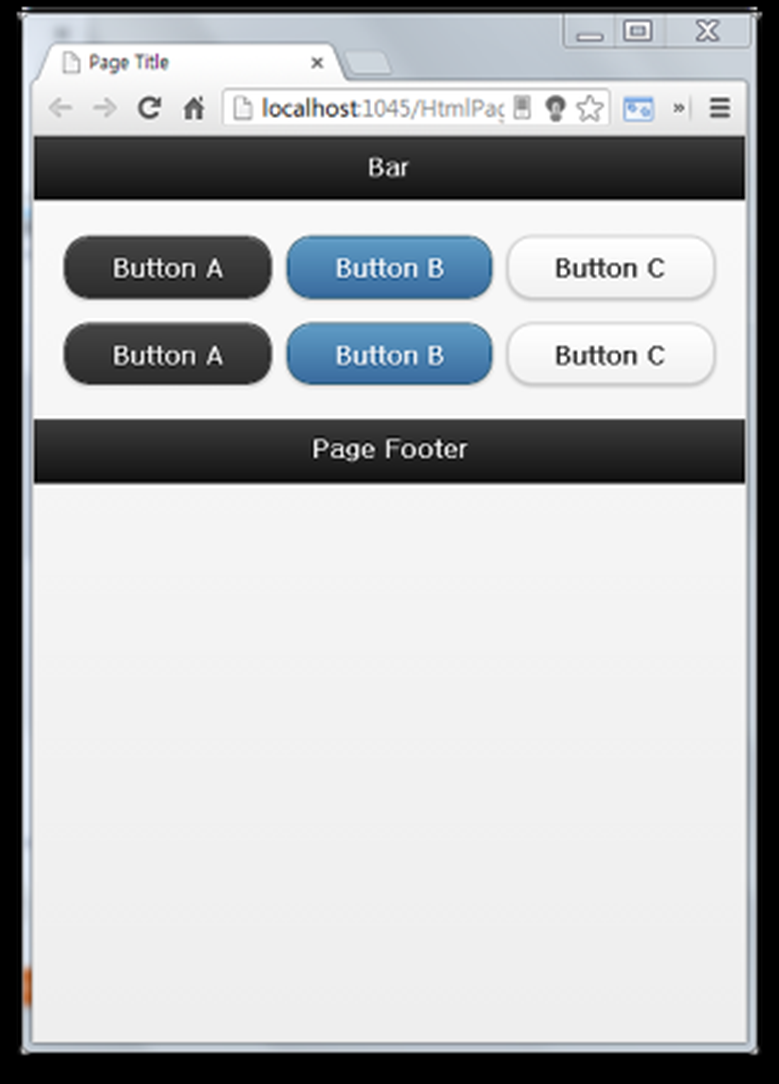 Page Title
localhost:1045/HtmlPag
Bar
Button A Button B Button C
Button A Button B Button C
Page Footer